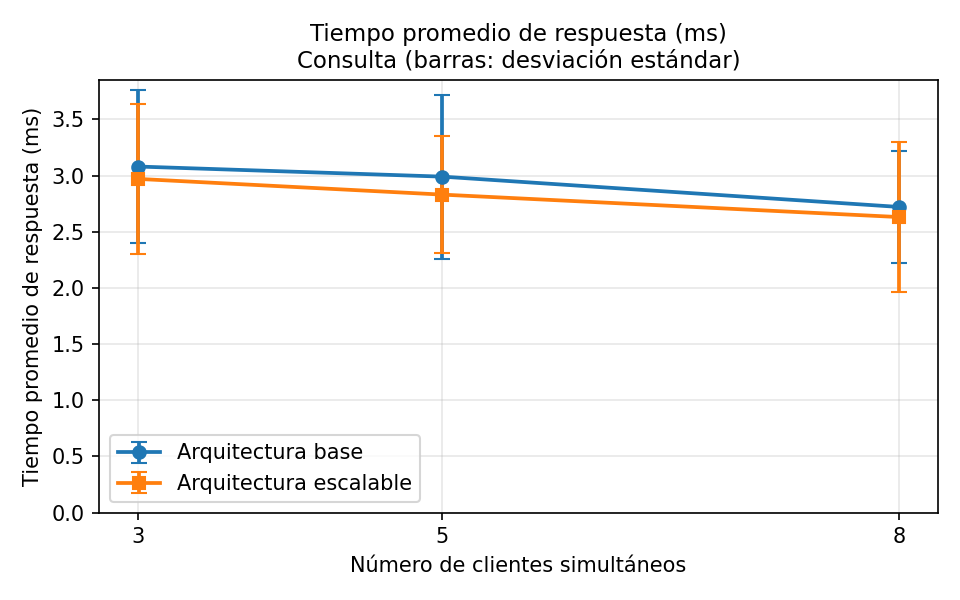 Tiempo promedio de respuesta (ms)
Consulta (barras: desviación estándar)
Tiempo promedio de respuesta (ms)
3.5
3.0
2.5
2.0
1.5
1.0
0.5
0.0
Arquitectura base
Arquitectura escalable
3
5
8
Número de clientes simultáneos